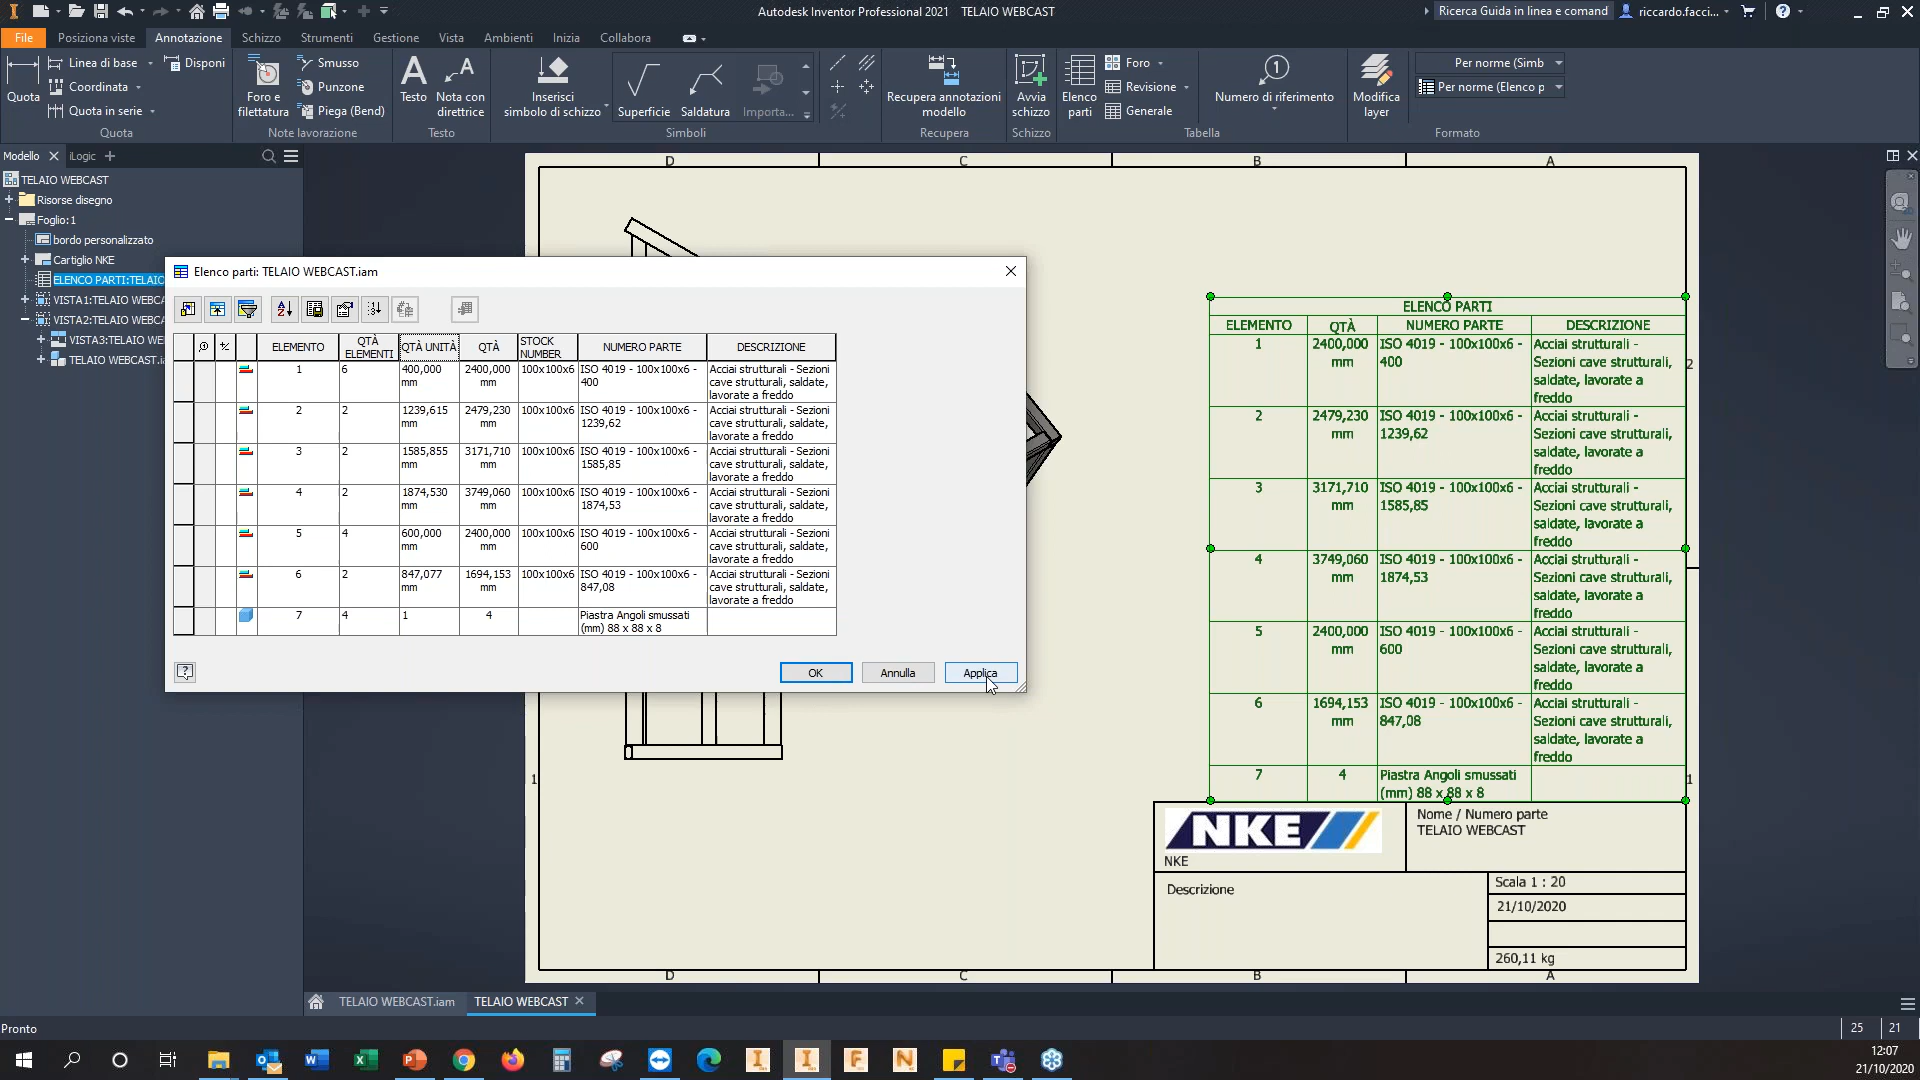 Autodesk Inventor Professional 2021 TELAIO WEBCAST
Ricerca Guida in linea e comand
riccardo.facci...
File Posiziona viste Annotazione Schizzo Strumenti Gestione Vista Ambienti Inizia Collabora
Quota
Linea di base
Coordinata
Quota in serie
Disponi
Quota
Foro e filettatura
Smusso
Punzone
Piega (Bend)
Note lavorazione
Testo
Nota con direttrice
Testo
Inserisci simbolo di schizzo
Superficie
Saldatura
Importa...
Simboli
Recupera annotazioni modello
Recupera
Avvia schizzo
Schizzo
Elenco parti
Foro
Revisione
Generale
Numero di riferimento
Tabella
Modifica layer
Per norme (Simb
Per norme (Elenco p
Formato
Modello iLogic
TELAIO WEBCAST
Risorse disegno
Foglio:1
bordo personalizzato
Cartiglio NKE
ELENCO PARTI:TELAIO
VISTA1:TELAIO WEBCA
VISTA2:TELAIO WEBCA
VISTA3:TELAIO WE
TELAIO WEBCAST.i
Elenco parti: TELAIO WEBCAST.iam
ELEMENTO QTÀ ELEMENTI QTÀ UNITÀ QTÀ STOCK NUMBER NUMERO PARTE DESCRIZIONE
1 6 400,000 mm 2400,000 mm 100x100x6 ISO 4019 - 100x100x6 - 400 Acciai strutturali - Sezioni cave strutturali, saldate, lavorate a freddo
2 2 1239,615 mm 2479,230 mm 100x100x6 ISO 4019 - 100x100x6 - 1239,62 Acciai strutturali - Sezioni cave strutturali, saldate, lavorate a freddo
3 2 1585,855 mm 3171,710 mm 100x100x6 ISO 4019 - 100x100x6 - 1585,85 Acciai strutturali - Sezioni cave strutturali, saldate, lavorate a freddo
4 2 1874,530 mm 3749,060 mm 100x100x6 ISO 4019 - 100x100x6 - 1874,53 Acciai strutturali - Sezioni cave strutturali, saldate, lavorate a freddo
5 4 600,000 mm 2400,000 mm 100x100x6 ISO 4019 - 100x100x6 - 600 Acciai strutturali - Sezioni cave strutturali, saldate, lavorate a freddo
6 2 847,077 mm 1694,153 mm 100x100x6 ISO 4019 - 100x100x6 - 847,08 Acciai strutturali - Sezioni cave strutturali, saldate, lavorate a freddo
7 4 1 4 Piastra Angoli smussati (mm) 88 x 88 x 8
OK Annulla Applica
D C B A
ELENCO PARTI
ELEMENTO QTÀ NUMERO PARTE DESCRIZIONE
1 2400,000 mm ISO 4019 - 100x100x6 - 400 Acciai strutturali - Sezioni cave strutturali, saldate, lavorate a freddo
2
2 2479,230 mm ISO 4019 - 100x100x6 - 1239,62 Acciai strutturali - Sezioni cave strutturali, saldate, lavorate a freddo
3 3171,710 mm ISO 4019 - 100x100x6 - 1585,85 Acciai strutturali - Sezioni cave strutturali, saldate, lavorate a freddo
4 3749,060 mm ISO 4019 - 100x100x6 - 1874,53 Acciai strutturali - Sezioni cave strutturali, saldate, lavorate a freddo
5 2400,000 mm ISO 4019 - 100x100x6 - 600 Acciai strutturali - Sezioni cave strutturali, saldate, lavorate a freddo
6 1694,153 mm ISO 4019 - 100x100x6 - 847,08 Acciai strutturali - Sezioni cave strutturali, saldate, lavorate a freddo
7 4 Piastra Angoli smussati (mm) 88 x 88 x 8
1 1
NKE
NKE
Nome / Numero parte
TELAIO WEBCAST
Descrizione
Scala 1 : 20
21/10/2020
260,11 kg
D C B A
TELAIO WEBCAST.iam TELAIO WEBCAST
Pronto
25 21
12:07
21/10/2020